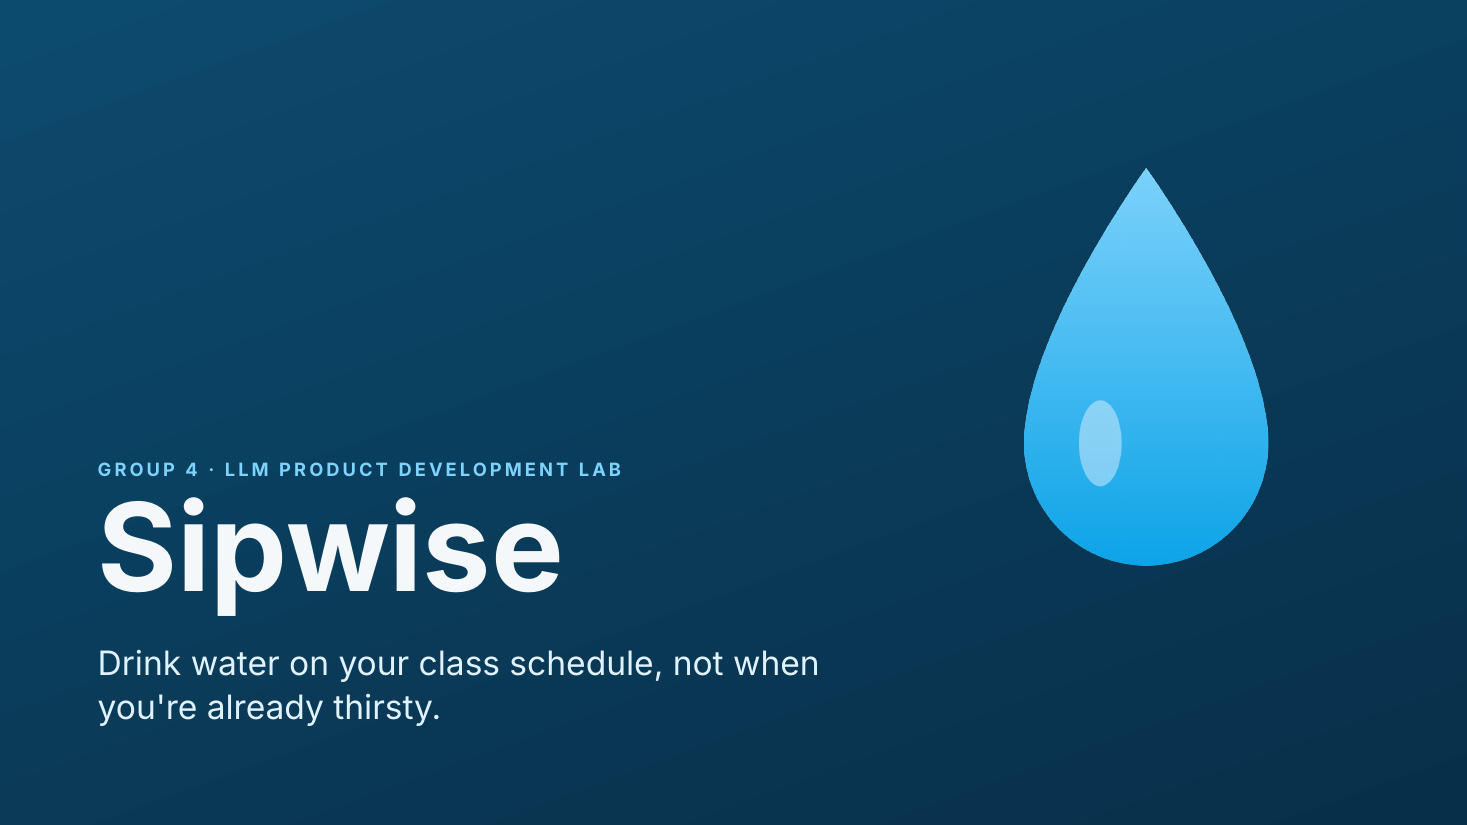 GROUP 4 · LLM PRODUCT DEVELOPMENT LAB
Sipwise
Drink water on your class schedule, not when
you're already thirsty.